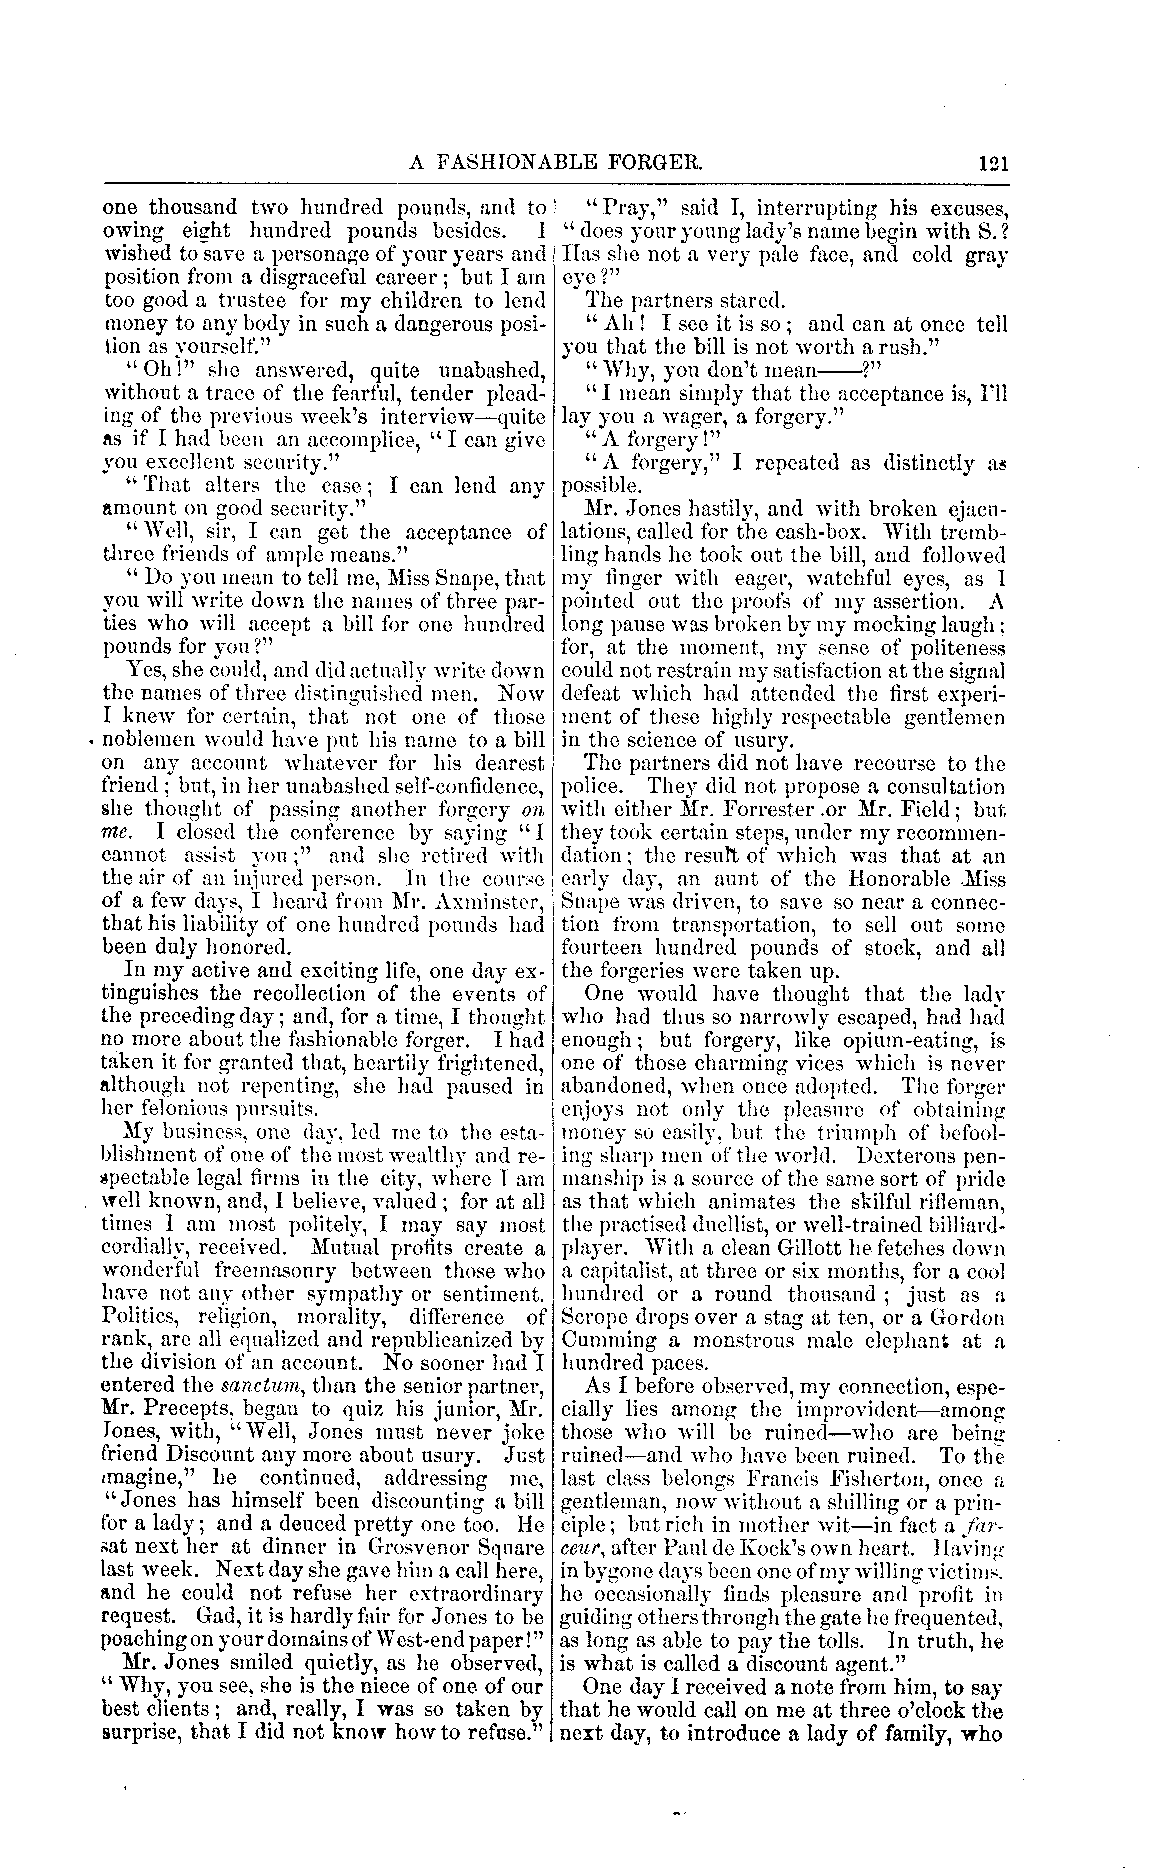 A FASHIONABLE FORGER. 121
one thousand two hundred pounds, and to
owing eight hundred pounds besides. I
wished to save a personage of your years and
position from a disgraceful career; but I am
too good a trustee for my children to lend
money to anybody in such a dangerous posi-
tion as yourself."
"Oh!" she answered, quite unabashed,
without a trace of the fearful, tender plead-
ing of the previous week's interview—quite
as if I had been an accomplice, "I can give
you excellent security."
"That alters the case; I can lend any
amount on good security."
"Well, sir, I can get the acceptance of
three friends of ample means."
"Do you mean to tell me, Miss Snape, that
you will write down the names of three par-
ties who will accept a bill for one hundred
pounds for you?"
Yes, she could, and did actually write down
the names of three distinguished men. Now
I knew for certain, that not one of those
noblemen would have put his name to a bill
on any account whatever for his dearest
friend; but, in her unabashed self-confidence,
she thought of passing another forgery on
me. I closed the conference by saying "I
cannot assist you;" and she retired with
the air of an injured person. In the course
of a few days, I heard from Mr. Axminster,
that his liability of one hundred pounds had
been duly honored.
In my active and exciting life, one day ex-
tinguishes the recollection of the events of
the preceding day; and, for a time, I thought
no more about the fashionable forger. I had
taken it for granted that, heartily frightened,
although not repenting, she had paused in
her felonious pursuits.
My business, one day, led me to the esta-
blishment of one of the most wealthy and re-
spectable legal firms in the city, where I am
well known, and, I believe, valued; for at all
times I am most politely, I may say most
cordially, received. Mutual profits create a
wonderful freemasonry between those who
have not any other sympathy or sentiment.
Politics, religion, morality, difference of
rank, are all equalized and republicanized by
the division of an account. No sooner had I
entered the sanctum, than the senior partner,
Mr. Precepts, began to quiz his junior, Mr.
Jones, with, "Well, Jones must never joke
friend Discount any more about usury. Just
imagine," he continued, addressing me,
"Jones has himself been discounting a bill
for a lady; and a deuced pretty one too. He
sat next her at dinner in Grosvenor Square
last week. Next day she gave him a call here,
and he could not refuse her extraordinary
request. Gad, it is hardly fair for Jones to be
poaching on your domains of West-end paper!"
Mr. Jones smiled quietly, as he observed,
"Why, you see, she is the niece of one of our
best clients; and, really, I was so taken by
surprise, that I did not know how to refuse."
"Pray," said I, interrupting his excuses,
"does your young lady's name begin with S.?
Has she not a very pale face, and cold gray
eye?"
The partners stared.
"Ah! I see it is so; and can at once tell
you that the bill is not worth a rush."
"Why, you don't mean——?"
"I mean simply that the acceptance is, I'll
lay you a wager, a forgery."
"A forgery!"
"A forgery," I repeated as distinctly as
possible.
Mr. Jones hastily, and with broken ejacu-
lations, called for the cash-box. With tremb-
ling hands he took out the bill, and followed
my finger with eager, watchful eyes, as I
pointed out the proofs of my assertion. A
long pause was broken by my mocking laugh;
for, at the moment, my sense of politeness
could not restrain my satisfaction at the signal
defeat which had attended the first experi-
ment of these highly respectable gentlemen
in the science of usury.
The partners did not have recourse to the
police. They did not propose a consultation
with either Mr. Forrester or Mr. Field; but
they took certain steps, under my recommen-
dation; the result of which was that at an
early day, an aunt of the Honorable Miss
Snape was driven, to save so near a connec-
tion from transportation, to sell out some
fourteen hundred pounds of stock, and all
the forgeries were taken up.
One would have thought that the lady
who had thus so narrowly escaped, had had
enough; but forgery, like opium-eating, is
one of those charming vices which is never
abandoned, when once adopted. The forger
enjoys not only the pleasure of obtaining
money so easily, but the triumph of befool-
ing sharp men of the world. Dexterous pen-
manship is a source of the same sort of pride
as that which animates the skilful rifleman,
the practised duellist, or well-trained billiard-
player. With a clean Gillott he fetches down
a capitalist, at three or six months, for a cool
hundred or a round thousand; just as a
Scrope drops over a stag at ten, or a Gordon
Cumming a monstrous male elephant at a
hundred paces.
As I before observed, my connection, espe-
cially lies among the improvident—among
those who will be ruined—who are being
ruined—and who have been ruined. To the
last class belongs Francis Fisherton, once a
gentleman, now without a shilling or a prin-
ciple; but rich in mother wit—in fact a far-
ceur, after Paul de Kock's own heart. Having
in bygone days been one of my willing victims,
he occasionally finds pleasure and profit in
guiding others through the gate he frequented,
as long as able to pay the tolls. In truth, he
is what is called a discount agent."
One day I received a note from him, to say
that he would call on me at three o'clock the
next day, to introduce a lady of family, who